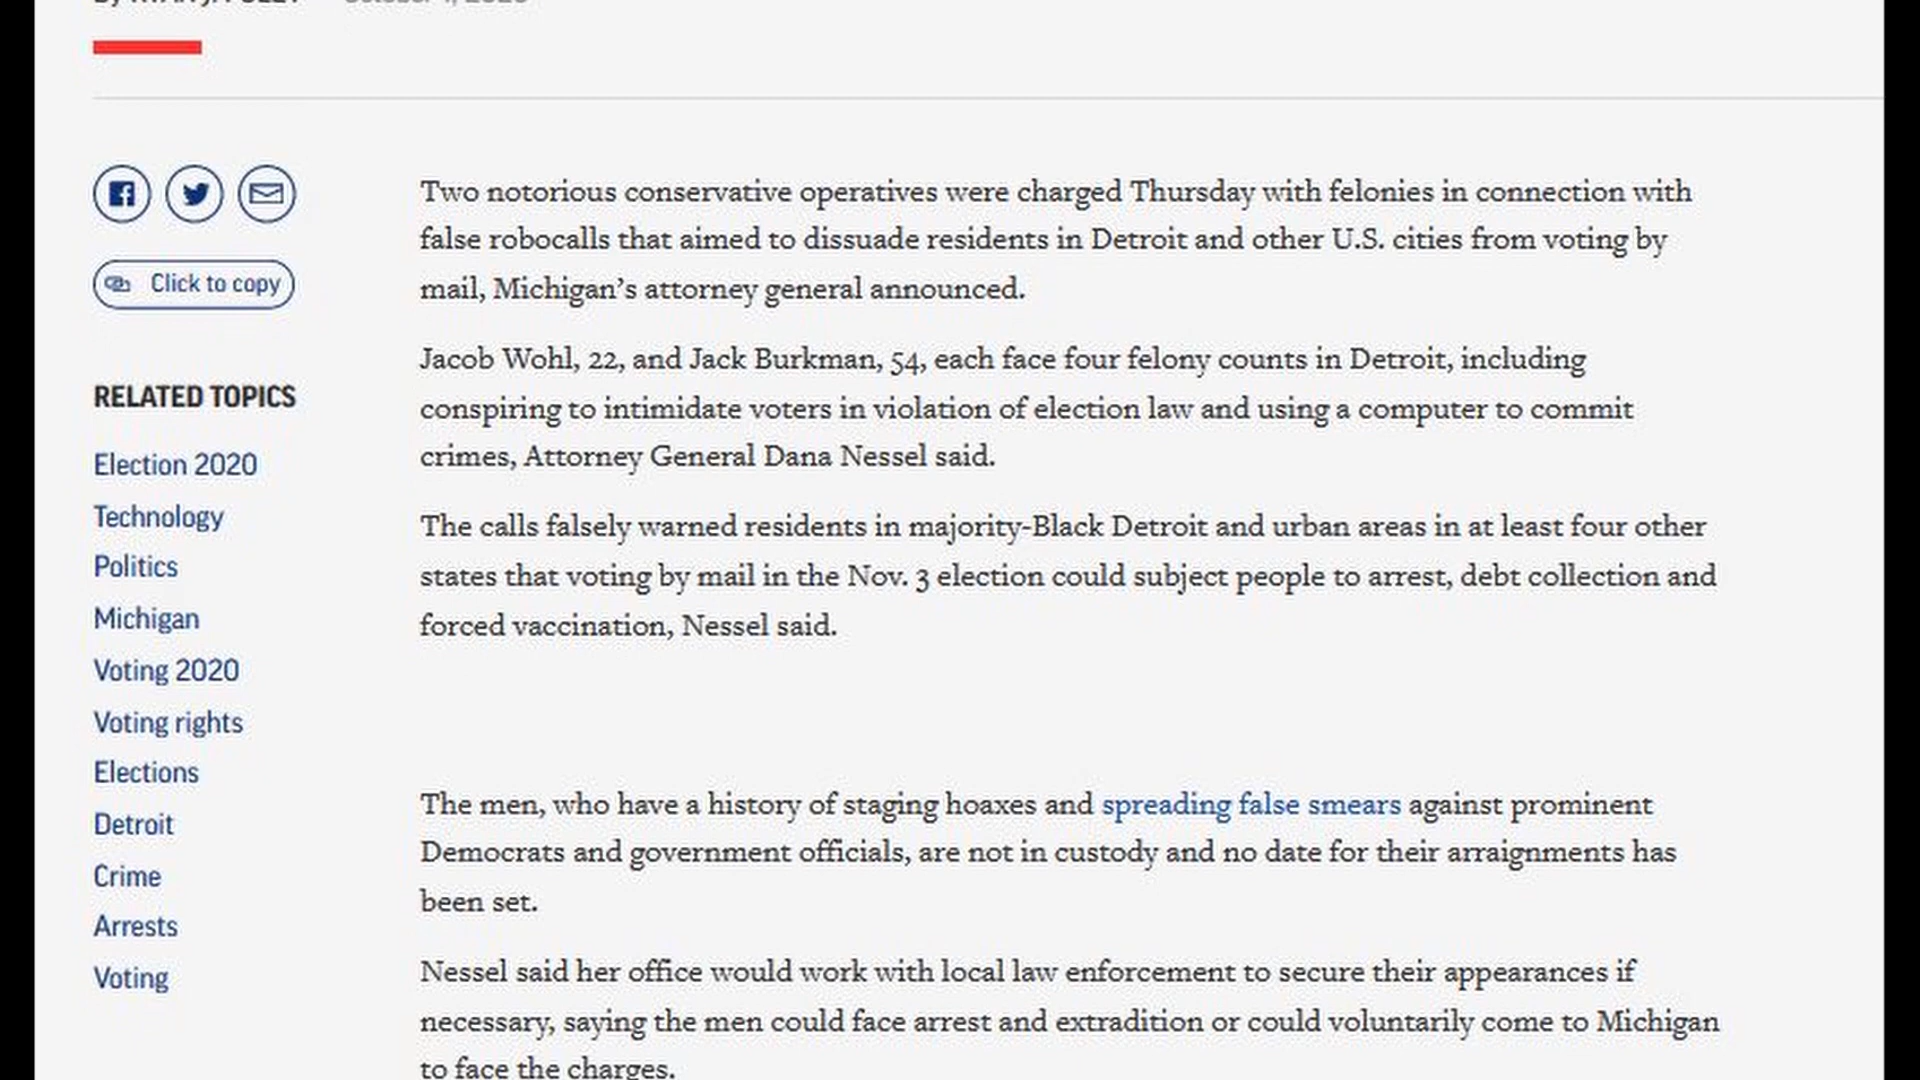 Click to copy
RELATED TOPICS
Election 2020
Technology
Politics
Michigan
Voting 2020
Voting rights
Elections
Detroit
Crime
Arrests
Voting
Two notorious conservative operatives were charged Thursday with felonies in connection with
false robocalls that aimed to dissuade residents in Detroit and other U.S. cities from voting by
mail, Michigan’s attorney general announced.
Jacob Wohl, 22, and Jack Burkman, 54, each face four felony counts in Detroit, including
conspiring to intimidate voters in violation of election law and using a computer to commit
crimes, Attorney General Dana Nessel said.
The calls falsely warned residents in majority-Black Detroit and urban areas in at least four other
states that voting by mail in the Nov. 3 election could subject people to arrest, debt collection and
forced vaccination, Nessel said.
The men, who have a history of staging hoaxes and spreading false smears against prominent
Democrats and government officials, are not in custody and no date for their arraignments has
been set.
Nessel said her office would work with local law enforcement to secure their appearances if
necessary, saying the men could face arrest and extradition or could voluntarily come to Michigan
to face the charges.